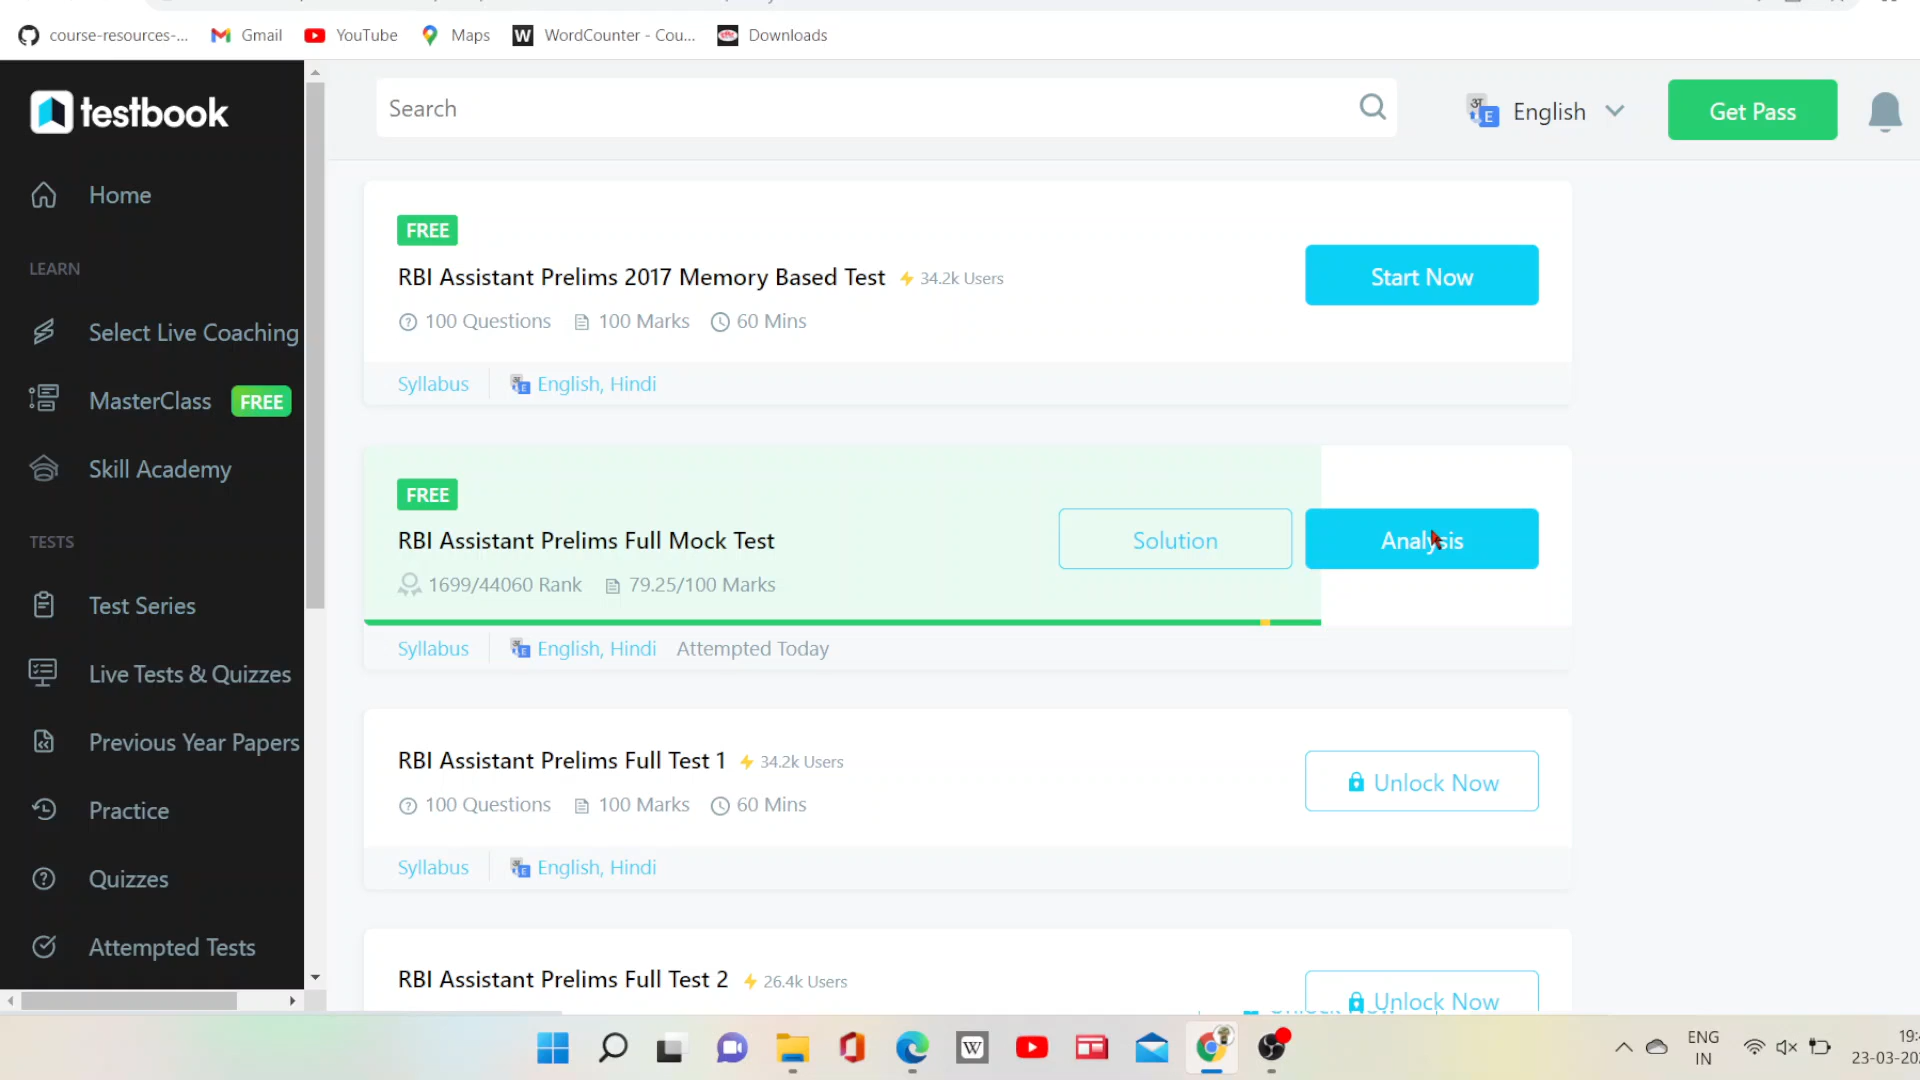 course-resources-... Gmail YouTube Maps WordCounter - Cou... Downloads
testbook
Search
English
Get Pass
Home
LEARN
Select Live Coaching
MasterClass FREE
Skill Academy
TESTS
Test Series
Live Tests & Quizzes
Previous Year Papers
Practice
Quizzes
Attempted Tests
FREE
RBI Assistant Prelims 2017 Memory Based Test 34.2k Users
100 Questions 100 Marks 60 Mins
Start Now
Syllabus English, Hindi
FREE
RBI Assistant Prelims Full Mock Test
1699/44060 Rank 79.25/100 Marks
Solution Analysis
Syllabus English, Hindi Attempted Today
RBI Assistant Prelims Full Test 1 34.2k Users
100 Questions 100 Marks 60 Mins
Unlock Now
Syllabus English, Hindi
RBI Assistant Prelims Full Test 2 26.4k Users
Unlock Now
ENG
IN
19:
23-03-20